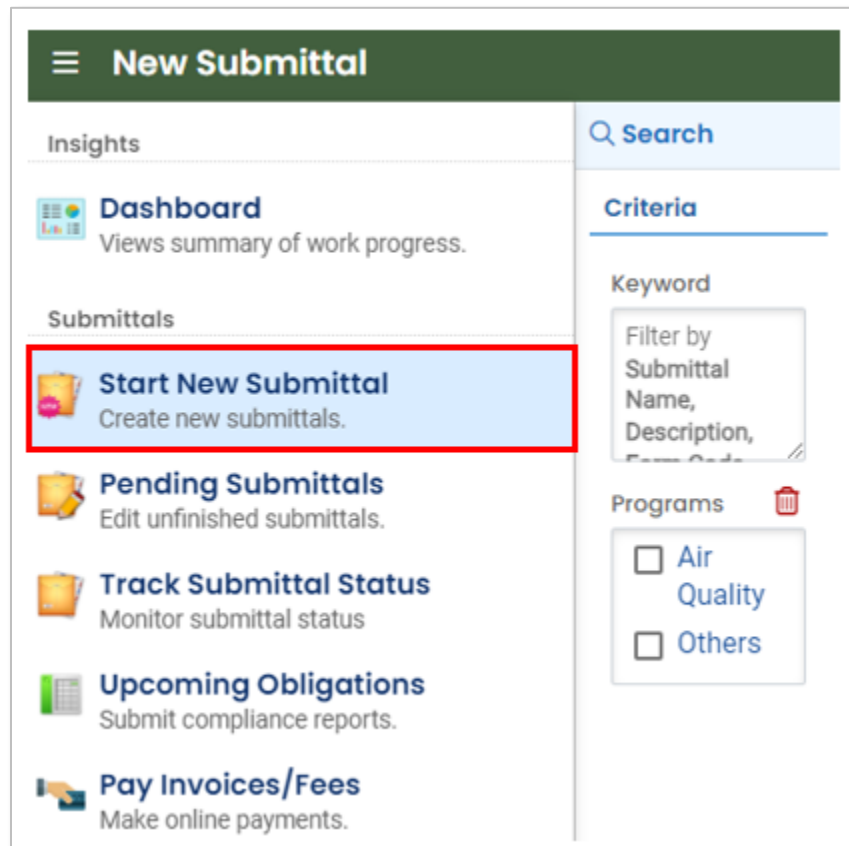 New Submittal
Insights
Dashboard
Views summary of work progress.
Submittals
Start New Submittal
Create new submittals.
Pending Submittals
Edit unfinished submittals.
Track Submittal Status
Monitor submittal status
Upcoming Obligations
Submit compliance reports.
Pay Invoices/Fees
Make online payments.
Search
Criteria
Keyword
Filter by
Submittal
Name,
Description,
Form Code
Programs
Air
Quality
Others